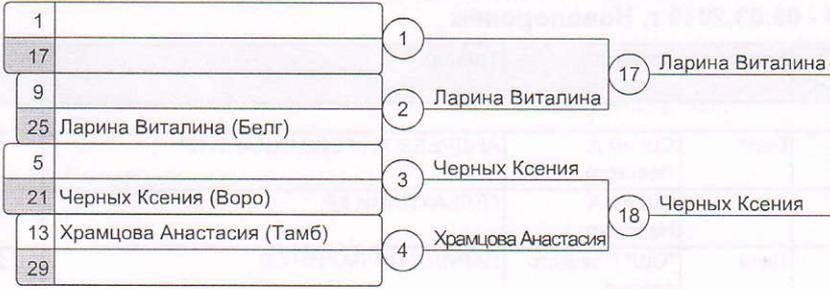 1
17
1
9
17
Ларина Виталина
2
Ларина Виталина
25 Ларина Виталина (Белг)
5
3
Черных Ксения
21 Черных Ксения (Воро)
18
Черных Ксения
13 Храмцова Анастасия (Тамб)
4
Храмцова Анастасия
29